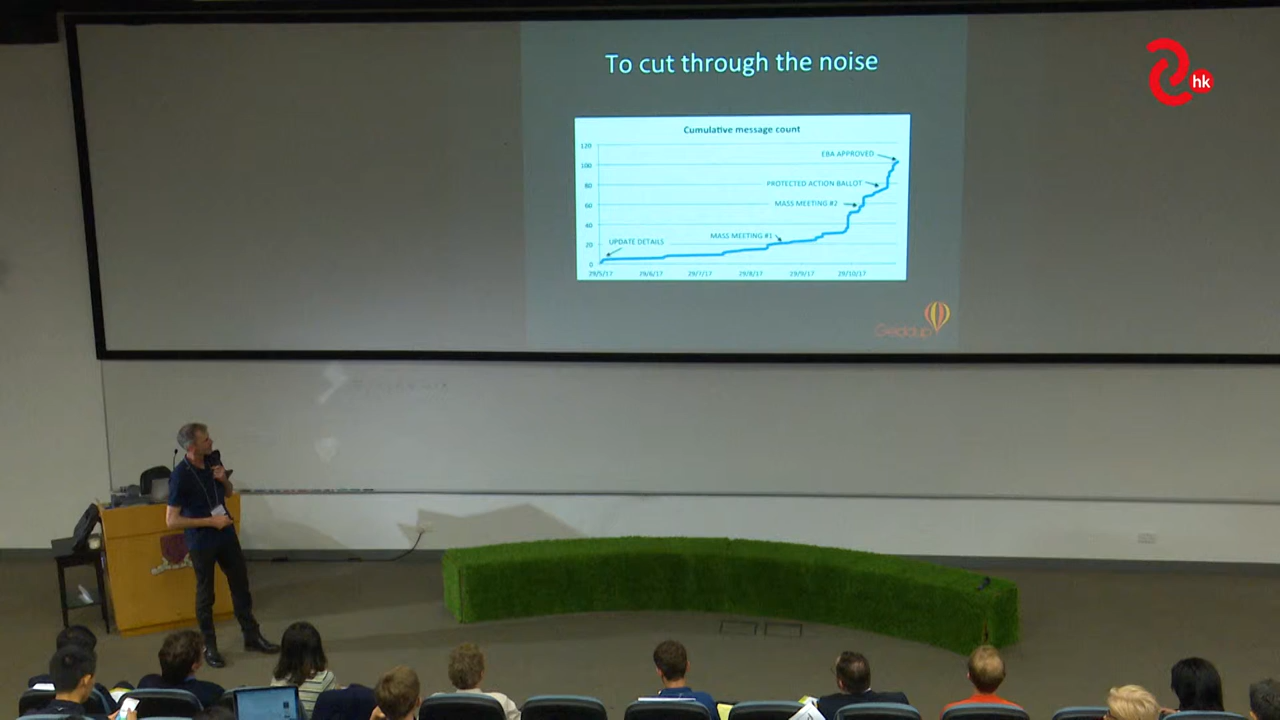 To cut through the noise
hk
Cumulative message count
120
100
80
60
40
20
0
EBA APPROVED
PROTECTED ACTION BALLOT
MASS MEETING #2
MASS MEETING #1
UPDATE DETAILS
29/5/17 29/6/17 29/7/17 29/8/17 29/9/17 29/10/17
Geddup